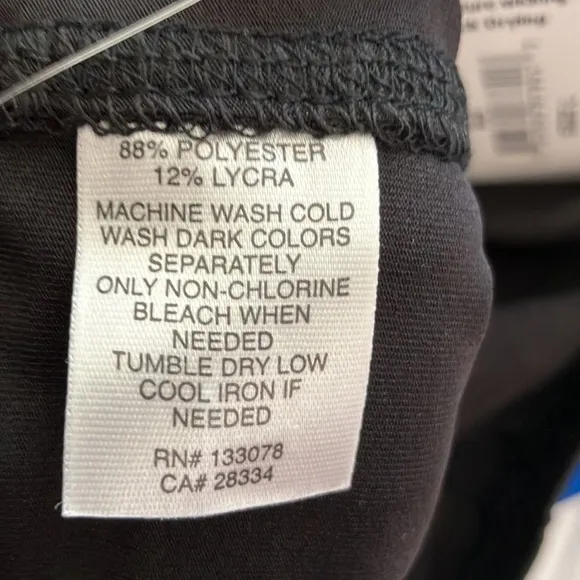 88% POLYESTER
12% LYCRA
MACHINE WASH COLD
WASH DARK COLORS
SEPARATELY
ONLY NON-CHLORINE
BLEACH WHEN
NEEDED
TUMBLE DRY LOW
COOL IRON IF
NEEDED
RN# 133078
CA# 28334
Drying